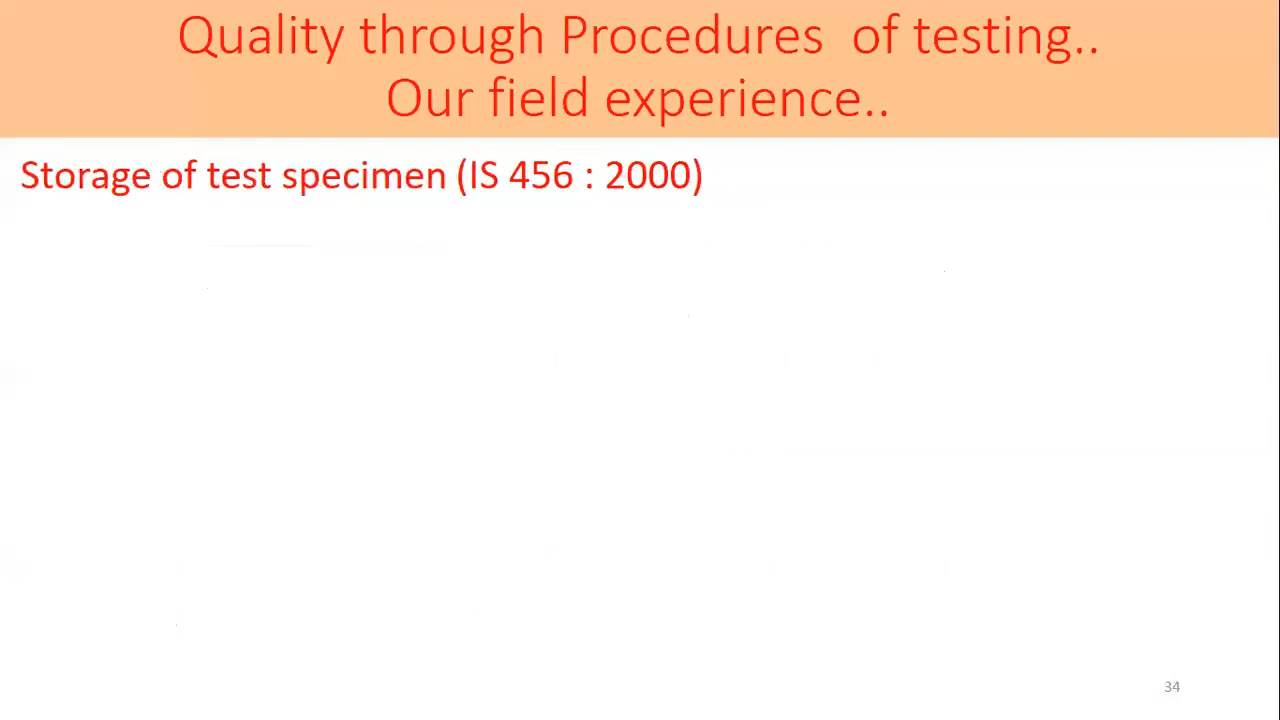 Quality through Procedures  of testing..
Our field experience..
Storage of test specimen (IS 456 : 2000)
34